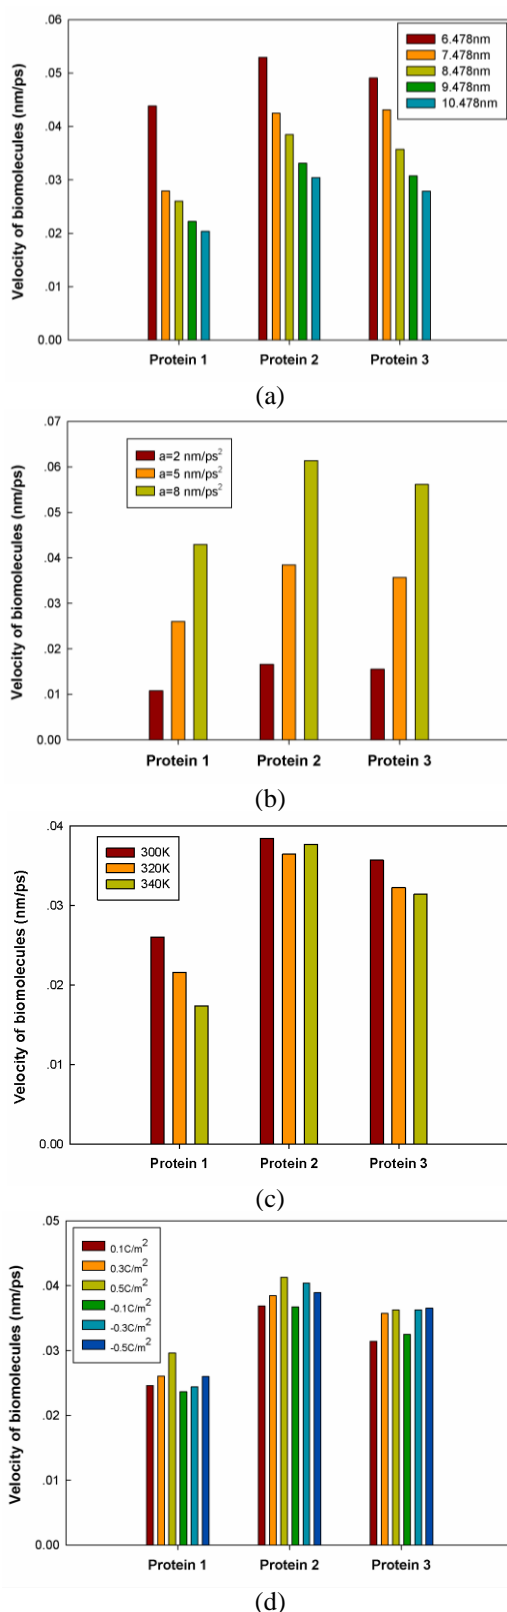 .06
.05
.04
.03
.02
.01
0.00
Velocity of biomolecules (nm/ps)
6.478nm
7.478nm
8.478nm
9.478nm
10.478nm
Protein 1 Protein 2 Protein 3
(a)
.07
.06
.05
.04
.03
.02
.01
0.00
Velocity of biomolecules (nm/ps)
a=2 nm/ps²
a=5 nm/ps²
a=8 nm/ps²
Protein 1 Protein 2 Protein 3
(b)
.04
.03
.02
.01
0.00
Velocity of biomolecules (nm/ps)
300K
320K
340K
Protein 1 Protein 2 Protein 3
(c)
.05
.04
.03
.02
.01
0.00
Velocity of biomolecules (nm/ps)
0.1C/m²
0.3C/m²
0.5C/m²
-0.1C/m²
-0.3C/m²
-0.5C/m²
Protein 1 Protein 2 Protein 3
(d)